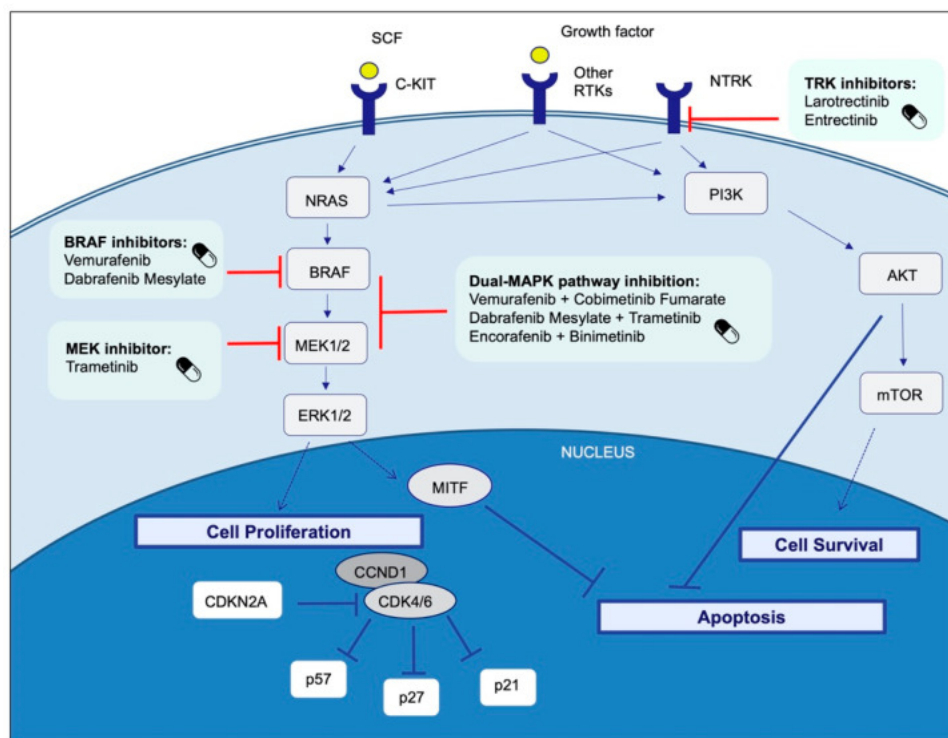 SCF
C-KIT
Growth factor
Other
RTKs
NTRK
TRK inhibitors:
Larotrectinib
Entrectinib
NRAS
PI3K
BRAF inhibitors:
Vemurafenib
Dabrafenib Mesylate
BRAF
Dual-MAPK pathway inhibition:
Vemurafenib + Cobimetinib Fumarate
Dabrafenib Mesylate + Trametinib
Encorafenib + Binimetinib
AKT
MEK inhibitor:
Trametinib
MEK1/2
mTOR
ERK1/2
NUCLEUS
MITF
Cell Proliferation
Cell Survival
CCND1
CDKN2A
CDK4/6
Apoptosis
p57
p27
p21